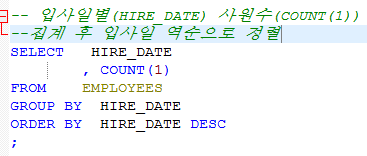 -- 입사일별(HIRE_DATE) 사원수(COUNT(1))
--집계 후 입사일 역순으로 정렬
SELECT HIRE_DATE
, COUNT(1)
FROM EMPLOYEES
GROUP BY HIRE_DATE
ORDER BY HIRE_DATE DESC
;